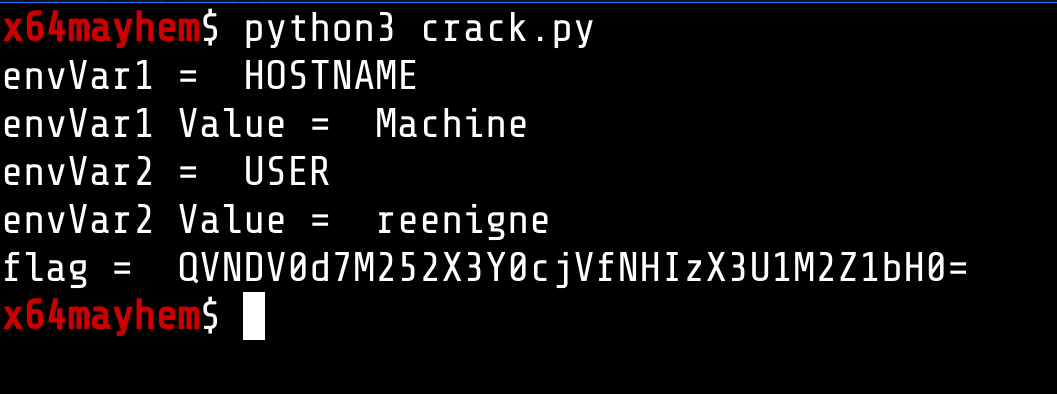 x64mayhem$ python3 crack.py
envVar1 =  HOSTNAME
envVar1 Value =  Machine
envVar2 =  USER
envVar2 Value =  reenigne
flag =  QVNDV0d7M252X3Y0cjVfNHIzX3U1M2Z1bH0=
x64mayhem$